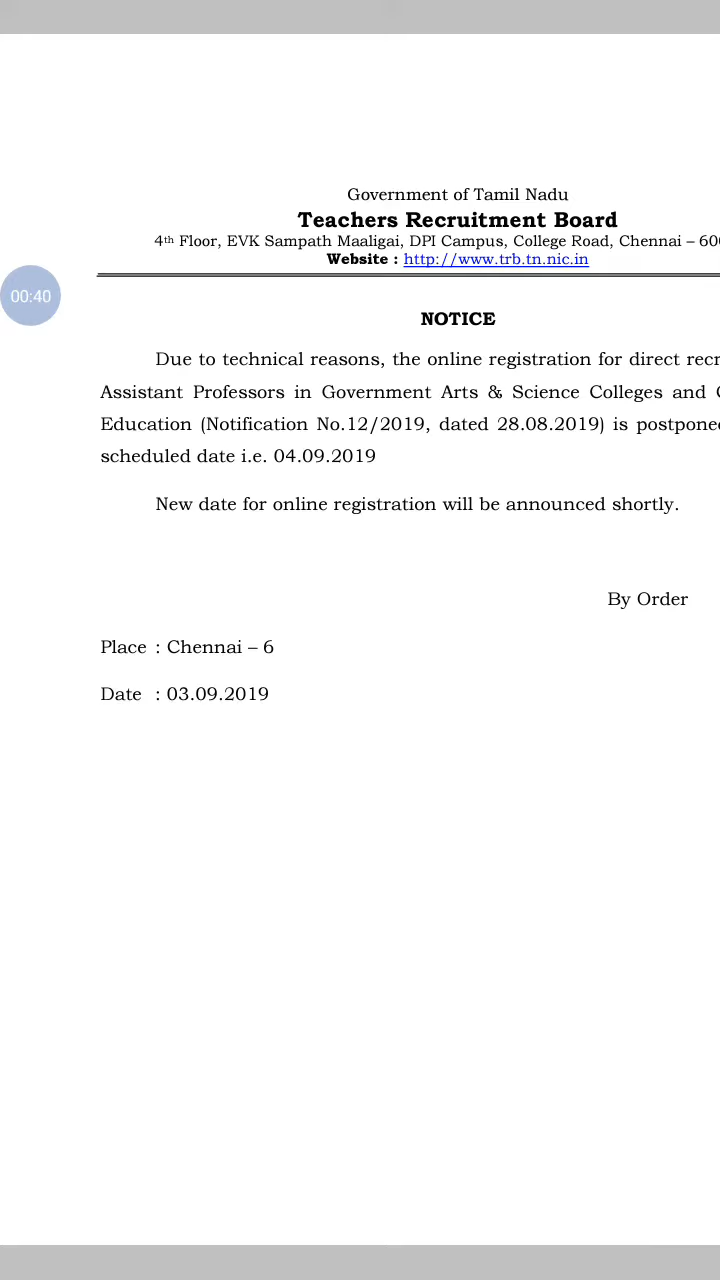 Government of Tamil Nadu
Teachers Recruitment Board
4th Floor, EVK Sampath Maaligai, DPI Campus, College Road, Chennai –
Website : http://www.trb.tn.nic.in
00:40
NOTICE
Due to technical reasons, the online registration for direct
Assistant Professors in Government Arts & Science Colleges and
Education (Notification No.12/2019, dated 28.08.2019) is
scheduled date i.e. 04.09.2019
New date for online registration will be announced shortly.
By Order
Place : Chennai – 6
Date : 03.09.2019